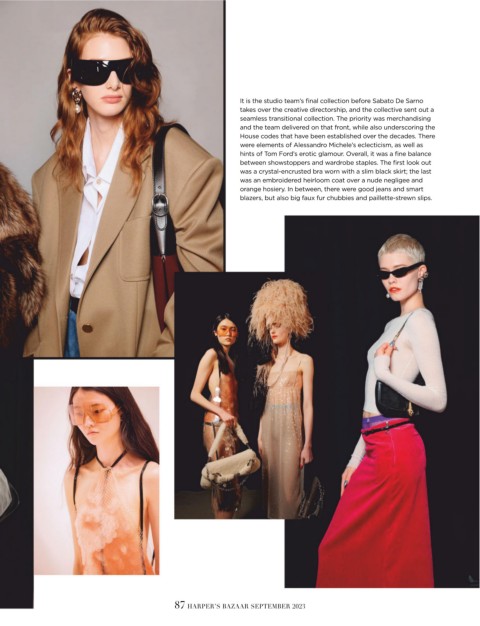 It is the studio team's final collection before Sabato De Sarno
takes over the creative directorship, and the collective sent out a
seamless transitional collection. The priority was merchandising
and the team delivered on that front, while also underscoring the
House codes that have been established over the decades. There
were elements of Alessandro Michele's eclecticism, as well as
hints of Tom Ford's erotic glamour. Overall, it was a fine balance
between showstoppers and wardrobe staples. The first look out
was a crystal-encrusted bra worn with a slim black skirt; the last
was an embroidered heirloom coat over a nude negligee and
orange hosiery. In between, there were good jeans and smart
blazers, but also big faux fur chubbies and paillette-strewn slips.
87 HARPER'S BAZAAR SEPTEMBER 2023